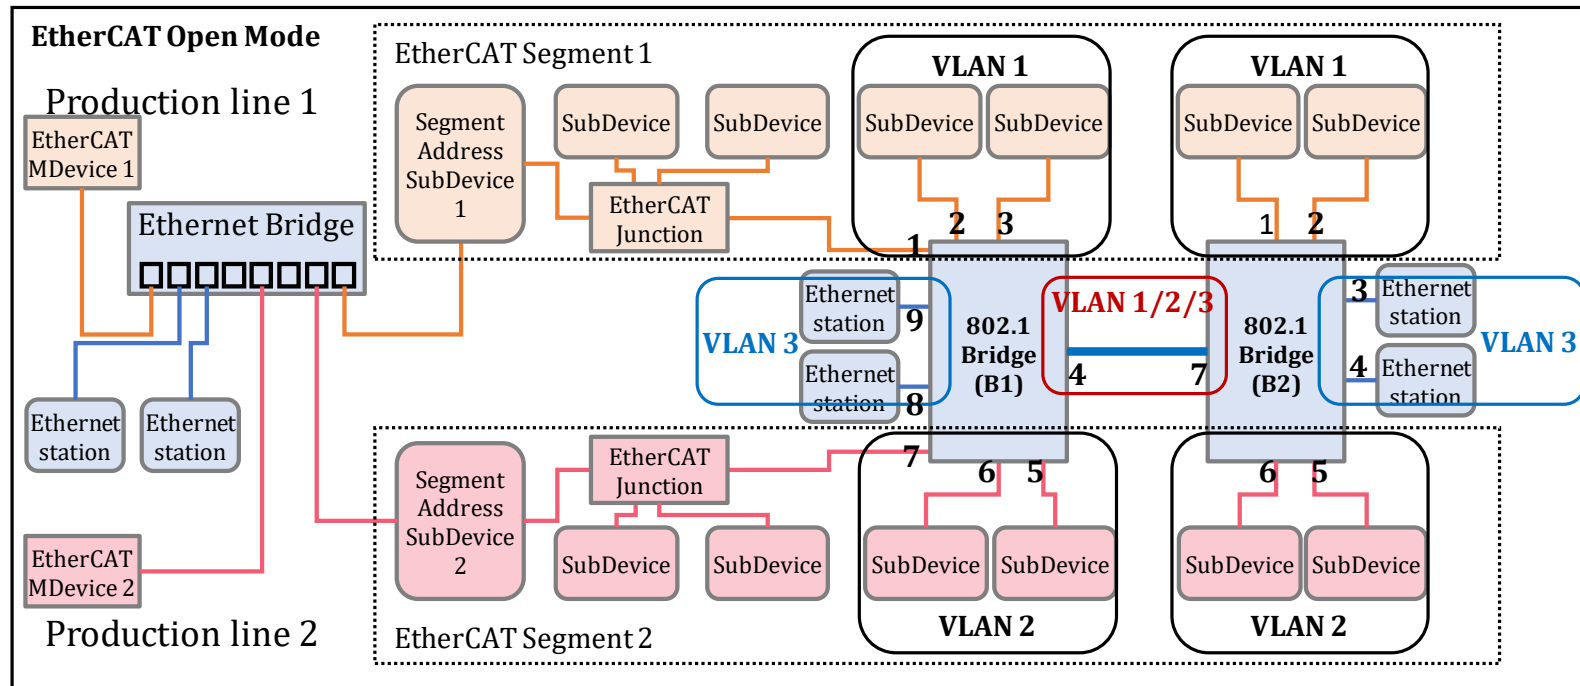 EtherCAT Open Mode
Production line 1
EtherCAT
MDevice 1
Ethernet Bridge
Ethernet
station
Ethernet
station
EtherCAT
MDevice 2
Production line 2
EtherCAT Segment 1
Segment
Address
SubDevice
1
SubDevice
SubDevice
EtherCAT
Junction
VLAN 1
SubDevice
SubDevice
1
2
3
VLAN 1
SubDevice
SubDevice
1
2
VLAN 3
Ethernet
station
9
Ethernet
station
8
802.1
Bridge
(B1)
VLAN 1/2/3
4
7
802.1
Bridge
(B2)
3
Ethernet
station
4
Ethernet
station
VLAN 3
Segment
Address
SubDevice
2
EtherCAT
Junction
SubDevice
SubDevice
7
6
5
SubDevice
SubDevice
VLAN 2
6
5
SubDevice
SubDevice
VLAN 2
EtherCAT Segment 2